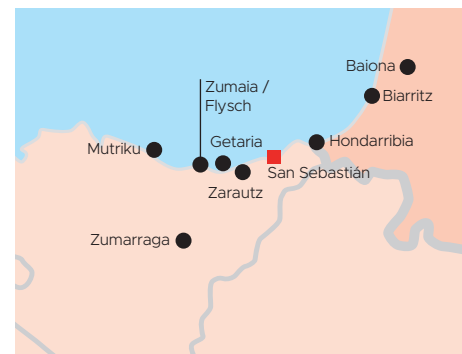 Baiona
Zumaia /
Flysch
Biarritz
Getaria
Hondarribia
Mutriku
San Sebastián
Zarautz
Zumarraga